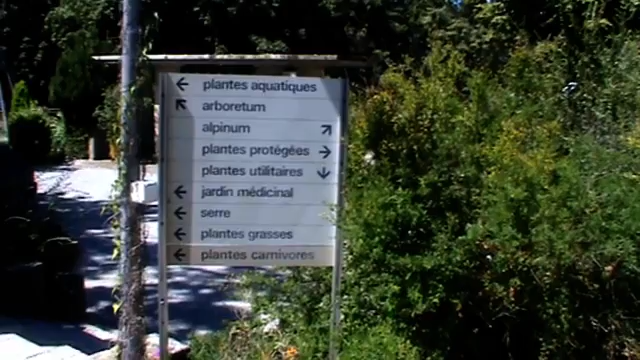 ← plantes aquatiques
↖ arboretum
alpinum ↗
plantes protégées →
plantes utilitaires ↓
← jardin médicinal
← serre
← plantes grasses
← plantes carnivores